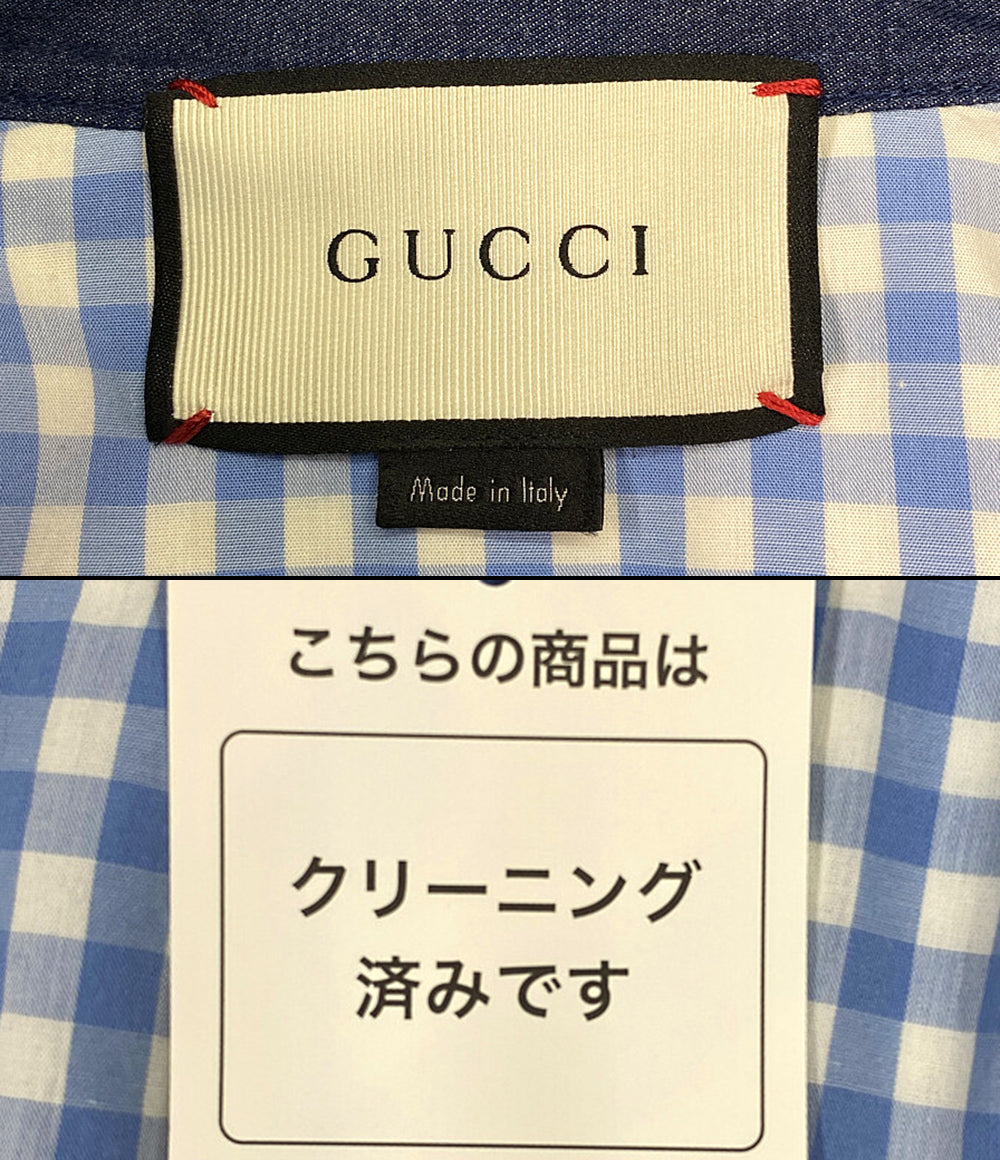 GUCCI
Made in Italy
こちらの商品は
クリーニング
済みです